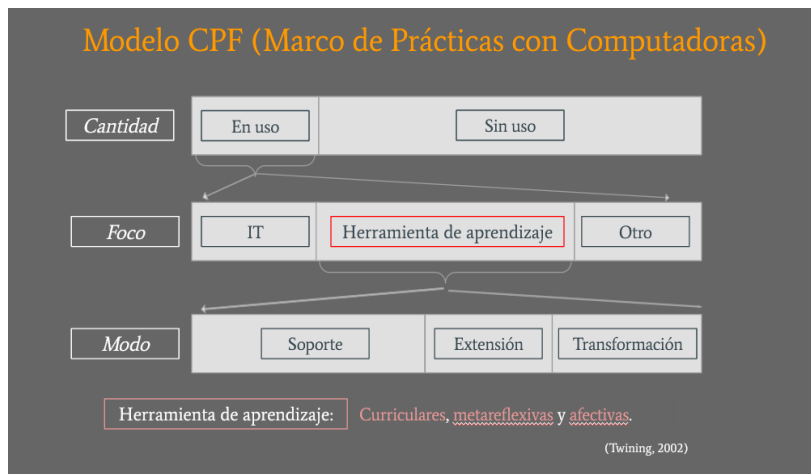 Modelo CPF (Marco de Prácticas con Computadoras)
Cantidad
En uso
Sin uso
Foco
IT
Herramienta de aprendizaje
Otro
Modo
Soporte
Extensión
Transformación
Herramienta de aprendizaje: Curriculares, metareflexivas y afectivas.
(Twining, 2002)